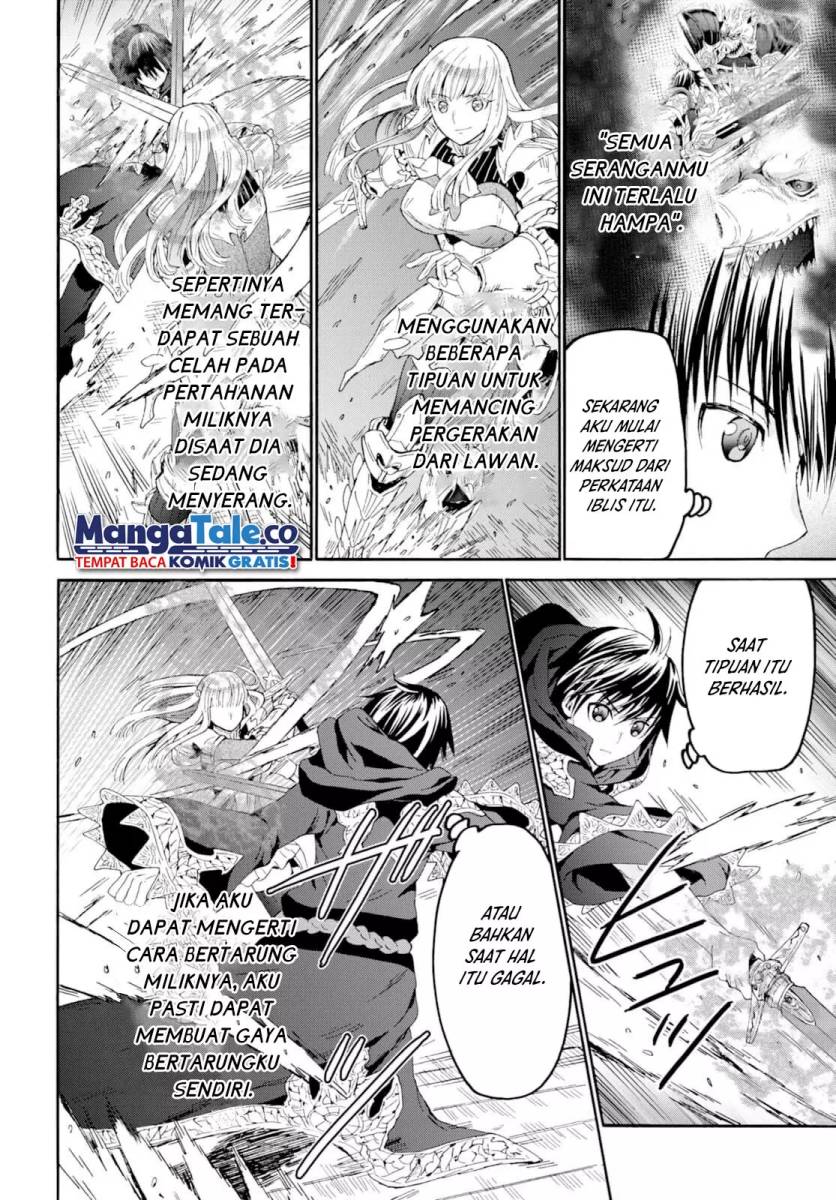 "SEMUA
SERANGANMU
INI TERLALU
HAMPA".
SEKARANG
AKU MULAI
MENGERTI
MAKSUD DARI
PERKATAAN
IBLIS ITU.
MENGGUNAKAN
BEBERAPA
TIPUAN UNTUK
MEMANCING
PERGERAKAN
DARI LAWAN.
SEPERTINYA
MEMANG TER-
DAPAT SEBUAH
CELAH PADA
PERTAHANAN
MILIKNYA
DISAAT DIA
SEDANG
MENYERANG.
MangaTale.co
TEMPAT BACA KOMIK GRATIS!
SAAT
TIPUAN ITU
BERHASIL.
ATAU
BAHKAN
SAAT HAL
ITU GAGAL.
JIKA AKU
DAPAT MENGERTI
CARA BERTARUNG
MILIKNYA, AKU
PASTI DAPAT
MEMBUAT GAYA
BERTARUNGKU
SENDIRI.